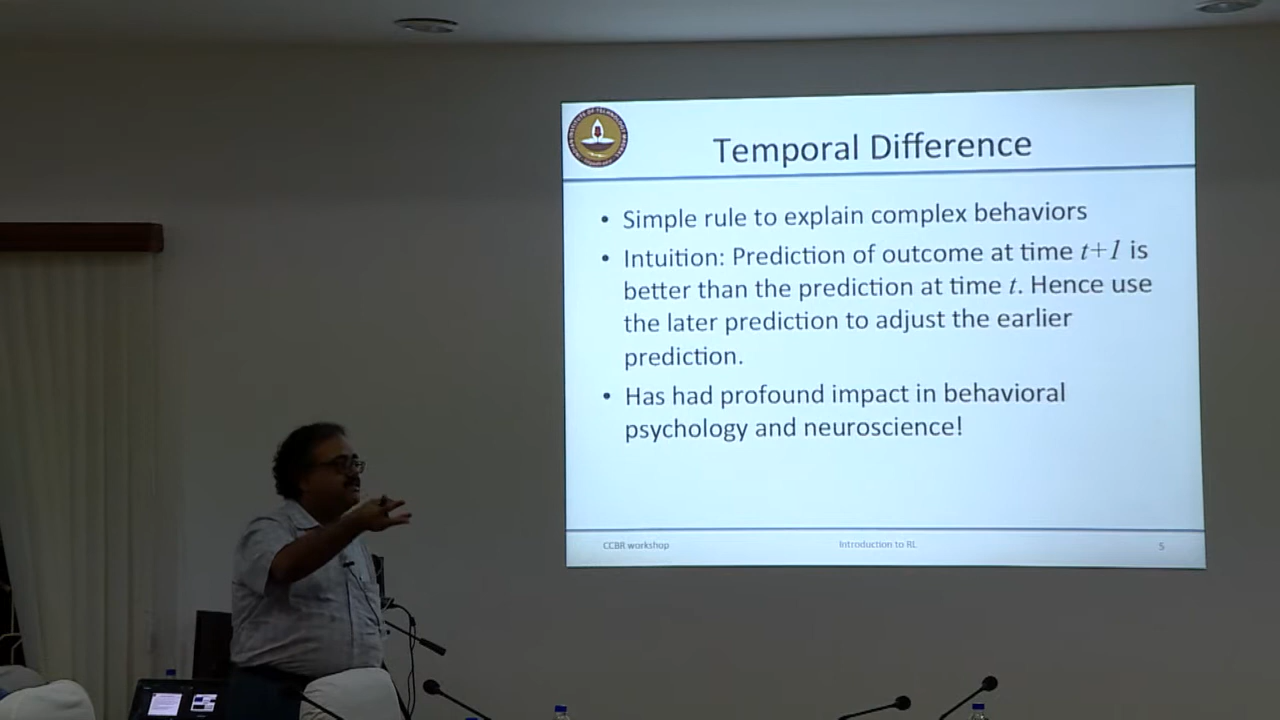 Temporal Difference
• Simple rule to explain complex behaviors
• Intuition: Prediction of outcome at time t+1 is
better than the prediction at time t. Hence use
the later prediction to adjust the earlier
prediction.
• Has had profound impact in behavioral
psychology and neuroscience!
CCBR workshop
Introduction to RL
5